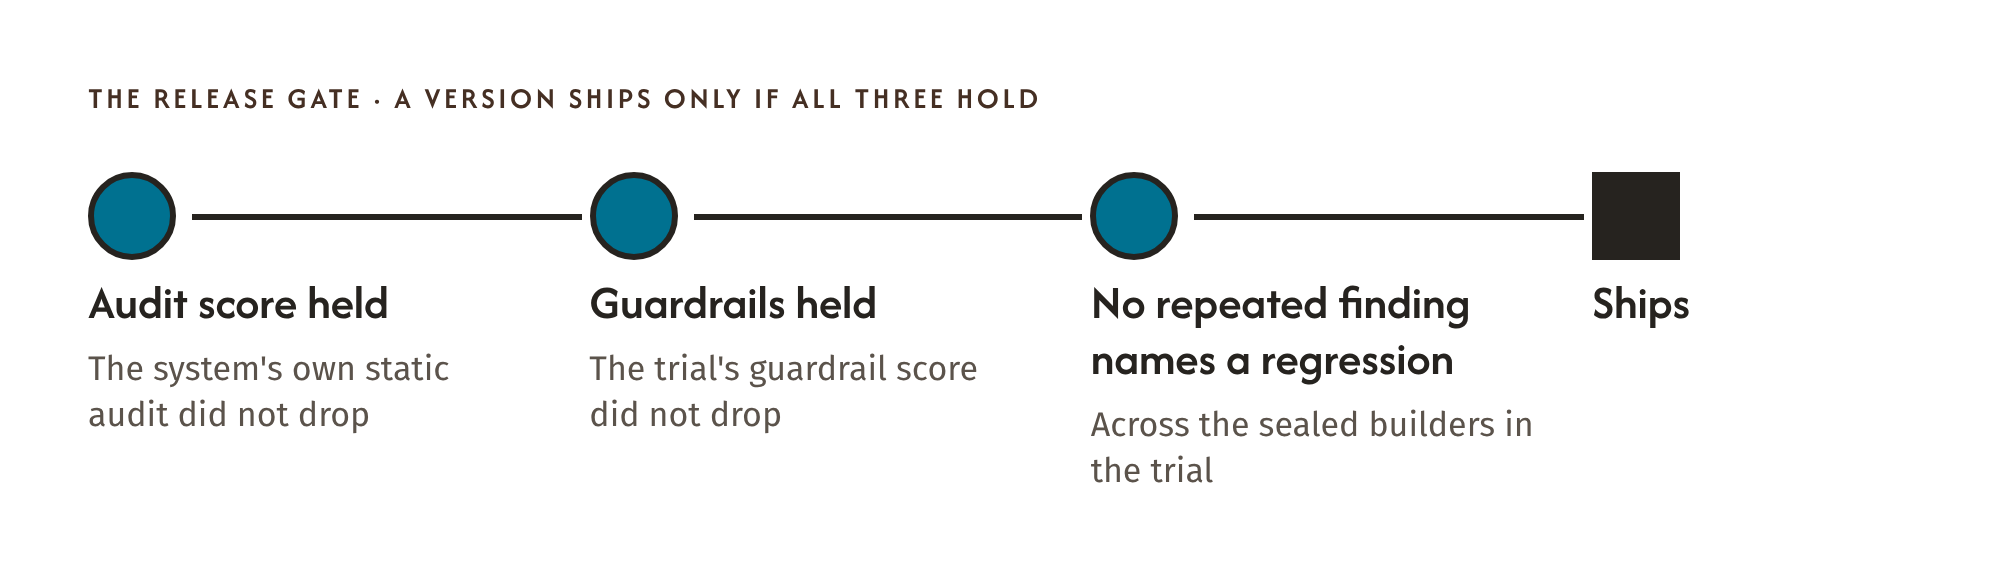 THE RELEASE GATE · A VERSION SHIPS ONLY IF ALL THREE HOLD
Audit score held
The system's own static
audit did not drop
Guardrails held
The trial's guardrail score
did not drop
No repeated finding
names a regression
Across the sealed builders in
the trial
Ships